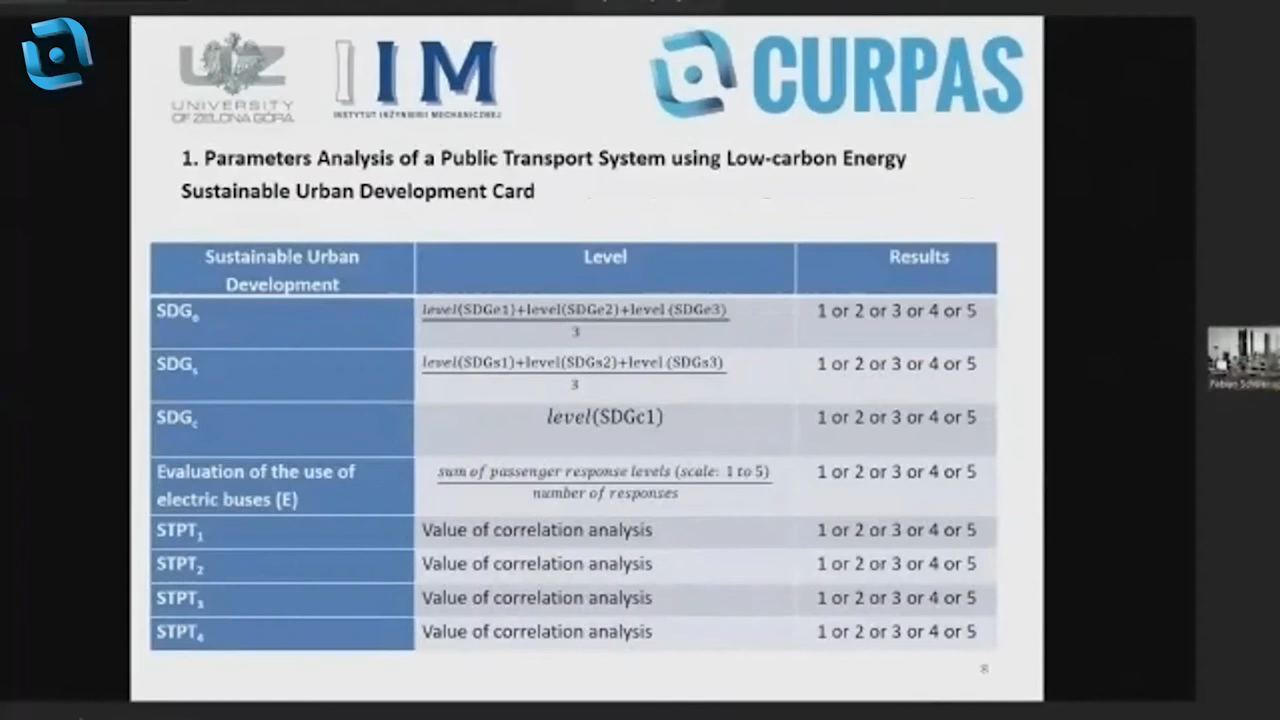 UZ
UNIVERSITY
OF ZIELONA GÓRA
IIM
INSTYTUT INŻYNIERII MECHANICZNEJ
CURPAS
1. Parameters Analysis of a Public Transport System using Low-carbon Energy
Sustainable Urban Development Card
Sustainable Urban
Development
Level
Results
SDGe
level(SDGe1)+level(SDGe2)+level (SDGe3)
3
1 or 2 or 3 or 4 or 5
SDGs
level(SDGs1)+level(SDGs2)+level (SDGs3)
3
1 or 2 or 3 or 4 or 5
SDGc
level(SDGc1)
1 or 2 or 3 or 4 or 5
Evaluation of the use of
electric buses (E)
sum of passenger response levels (scale: 1 to 5)
number of responses
1 or 2 or 3 or 4 or 5
STPT1
Value of correlation analysis
1 or 2 or 3 or 4 or 5
STPT2
Value of correlation analysis
1 or 2 or 3 or 4 or 5
STPT3
Value of correlation analysis
1 or 2 or 3 or 4 or 5
STPT4
Value of correlation analysis
1 or 2 or 3 or 4 or 5
8
Fabian